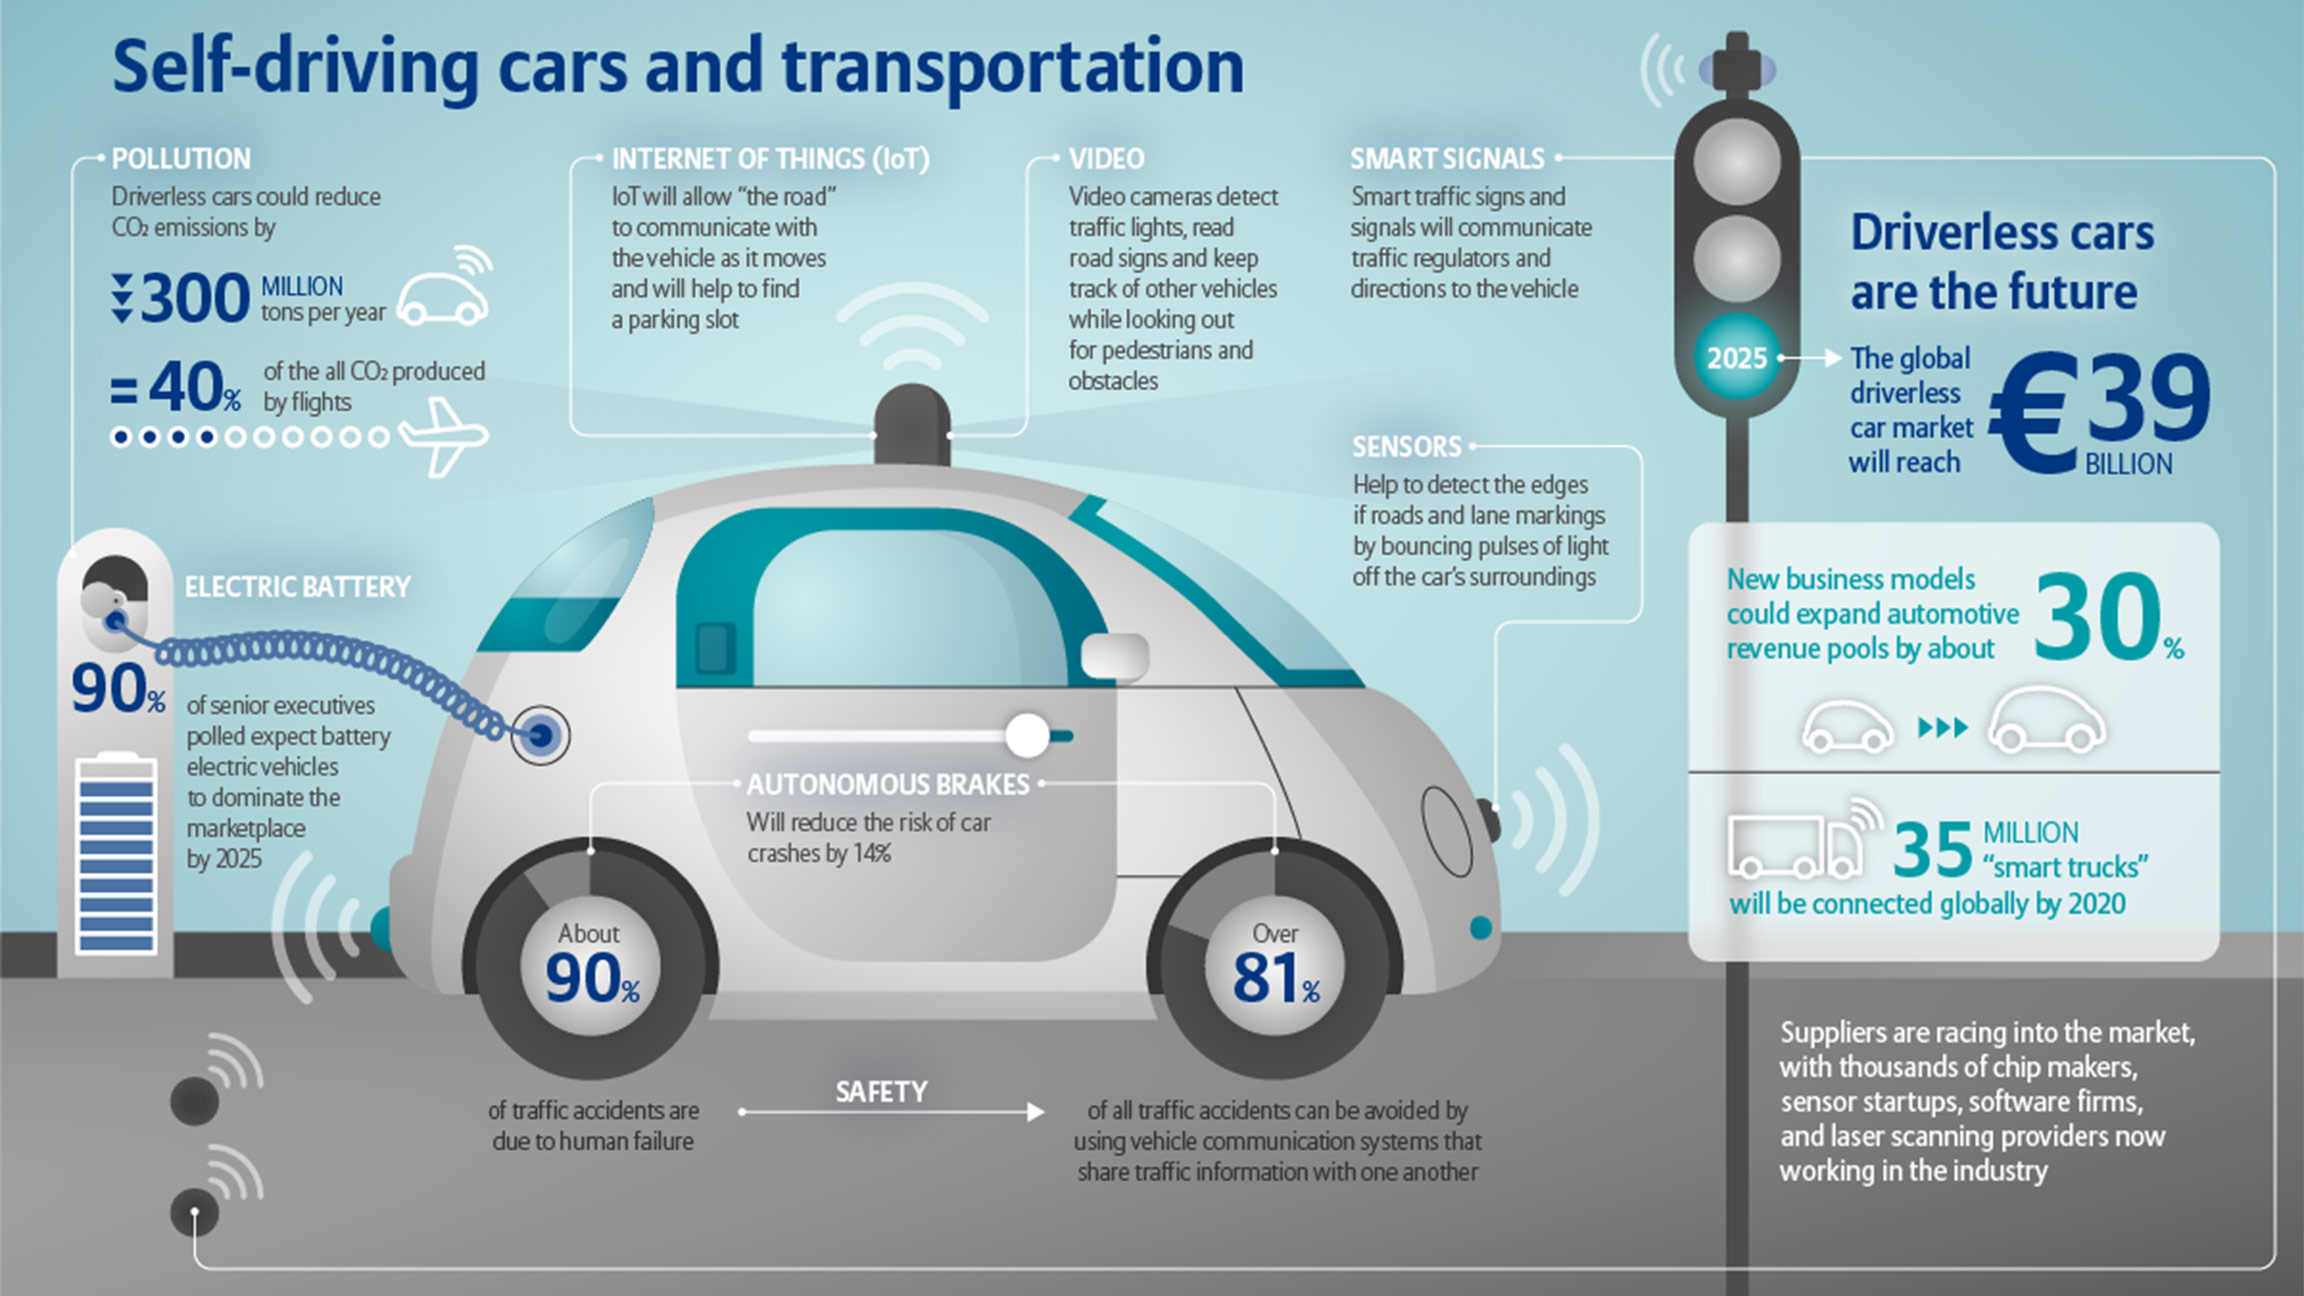 Self-driving cars and transportation
POLLUTION
Driverless cars could reduce
CO₂ emissions by
300 MILLION
tons per year
= 40% of the all CO₂ produced
by flights
INTERNET OF THINGS (IoT)
IoT will allow “the road”
to communicate with
the vehicle as it moves
and will help to find
a parking slot
VIDEO
Video cameras detect
traffic lights, read
road signs and keep
track of other vehicles
while looking out
for pedestrians and
obstacles
SMART SIGNALS
Smart traffic signs and
signals will communicate
traffic regulators and
directions to the vehicle
SENSORS
Help to detect the edges
if roads and lane markings
by bouncing pulses of light
off the car’s surroundings
Driverless cars
are the future
2025
The global
driverless
car market
will reach
€39
BILLION
New business models
could expand automotive
revenue pools by about
30%
35 MILLION
“smart trucks”
will be connected globally by 2020
Suppliers are racing into the market,
with thousands of chip makers,
sensor startups, software firms,
and laser scanning providers now
working in the industry
ELECTRIC BATTERY
90%
of senior executives
polled expect battery
electric vehicles
to dominate the
marketplace
by 2025
AUTONOMOUS BRAKES
Will reduce the risk of car
crashes by 14%
About
90%
of traffic accidents are
due to human failure
SAFETY
Over
81%
of all traffic accidents can be avoided by
using vehicle communication systems that
share traffic information with one another